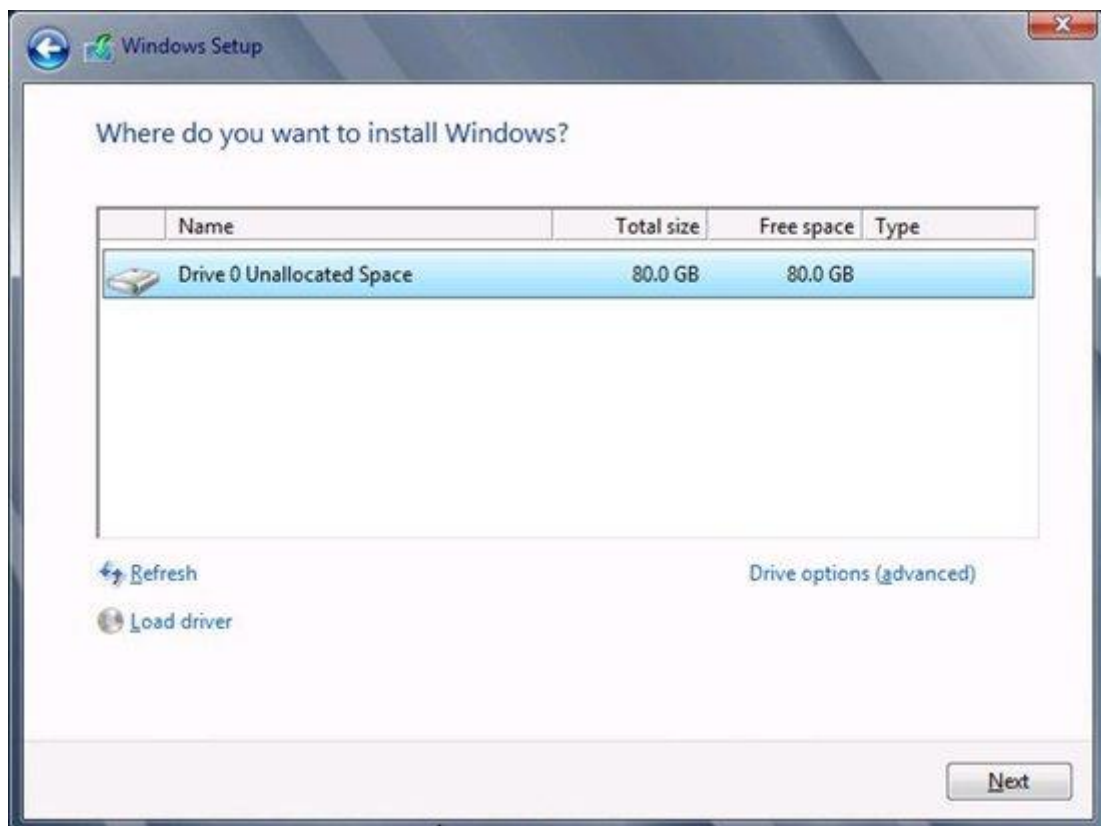 Windows Setup
Where do you want to install Windows?
Name Total size Free space Type
Drive 0 Unallocated Space 80.0 GB 80.0 GB
Refresh Drive options (advanced)
Load driver
Next